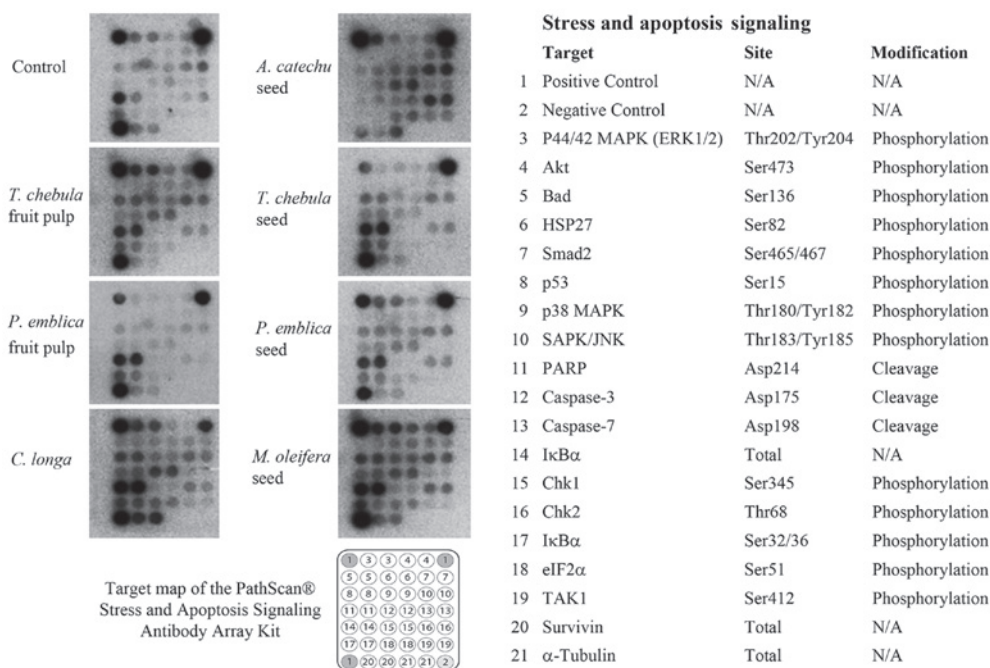 Control
A. catechu
seed
T. chebula
fruit pulp
T. chebula
seed
P. emblica
fruit pulp
P. emblica
seed
C. longa
M. oleifera
seed
Target map of the PathScan®
Stress and Apoptosis Signaling
Antibody Array Kit
1 3 3 4 4 1
5 5 6 6 7 7
8 8 9 9 10 10
11 11 12 12 13 13
14 14 15 15 16 16
17 17 18 18 19 19
1 20 20 21 21 2
Stress and apoptosis signaling
Target Site Modification
1 Positive Control N/A N/A
2 Negative Control N/A N/A
3 P44/42 MAPK (ERK1/2) Thr202/Tyr204 Phosphorylation
4 Akt Ser473 Phosphorylation
5 Bad Ser136 Phosphorylation
6 HSP27 Ser82 Phosphorylation
7 Smad2 Ser465/467 Phosphorylation
8 p53 Ser15 Phosphorylation
9 p38 MAPK Thr180/Tyr182 Phosphorylation
10 SAPK/JNK Thr183/Tyr185 Phosphorylation
11 PARP Asp214 Cleavage
12 Caspase-3 Asp175 Cleavage
13 Caspase-7 Asp198 Cleavage
14 IκBα Total N/A
15 Chk1 Ser345 Phosphorylation
16 Chk2 Thr68 Phosphorylation
17 IκBα Ser32/36 Phosphorylation
18 eIF2α Ser51 Phosphorylation
19 TAK1 Ser412 Phosphorylation
20 Survivin Total N/A
21 α-Tubulin Total N/A